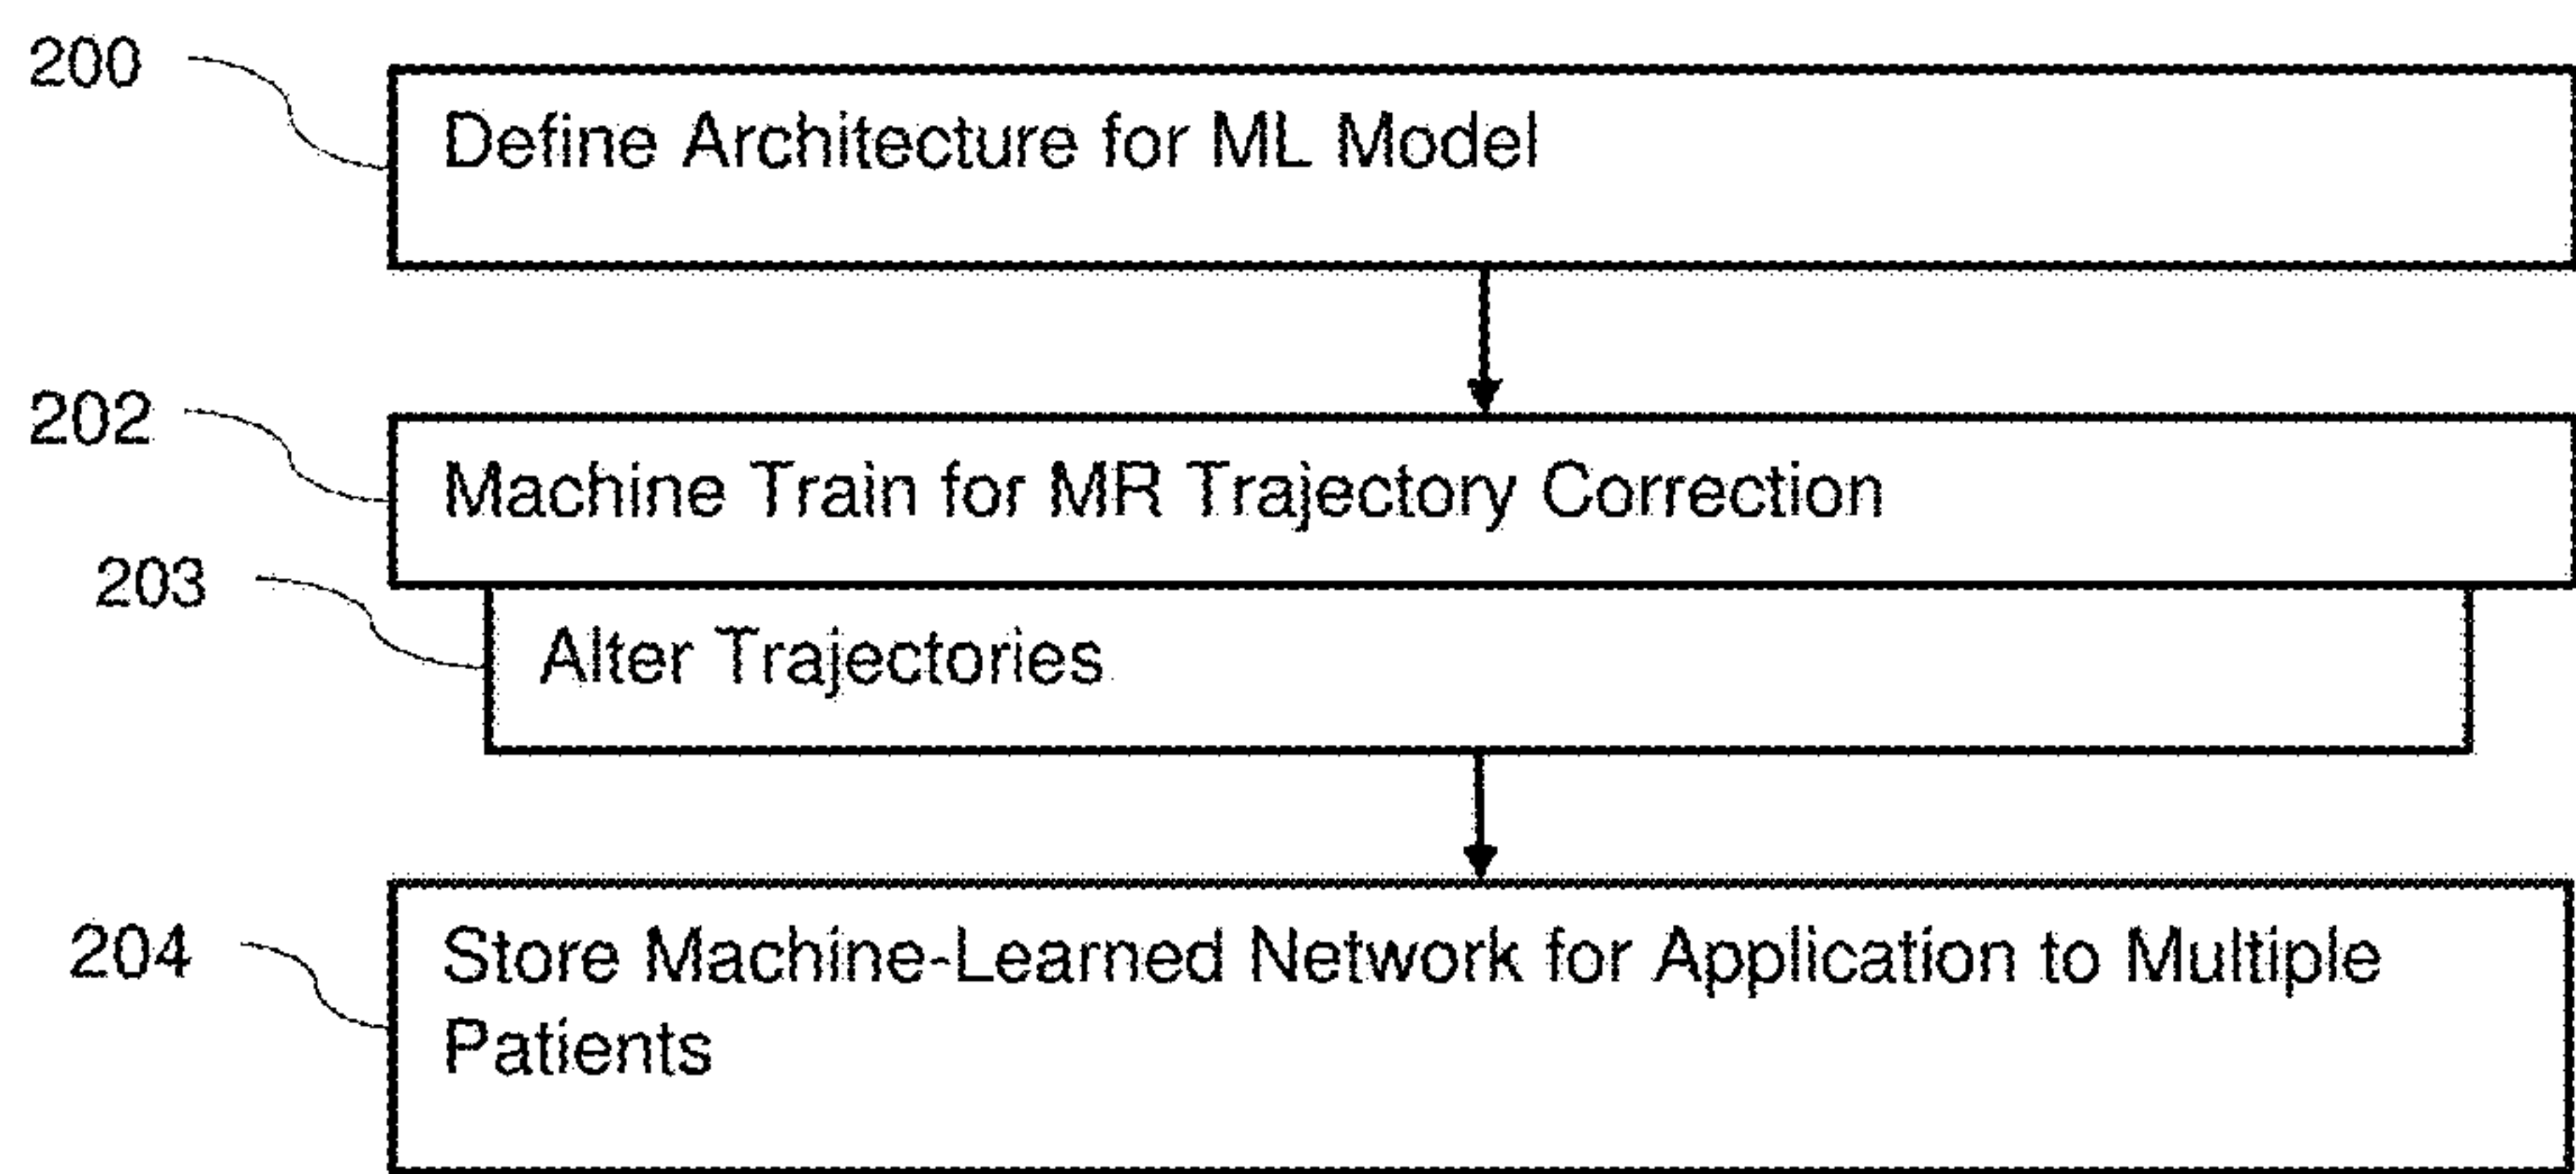 200
Define Architecture for ML Model
202
Machine Train for MR Trajectory Correction
203
Alter Trajectories
204
Store Machine-Learned Network for Application to Multiple
Patients